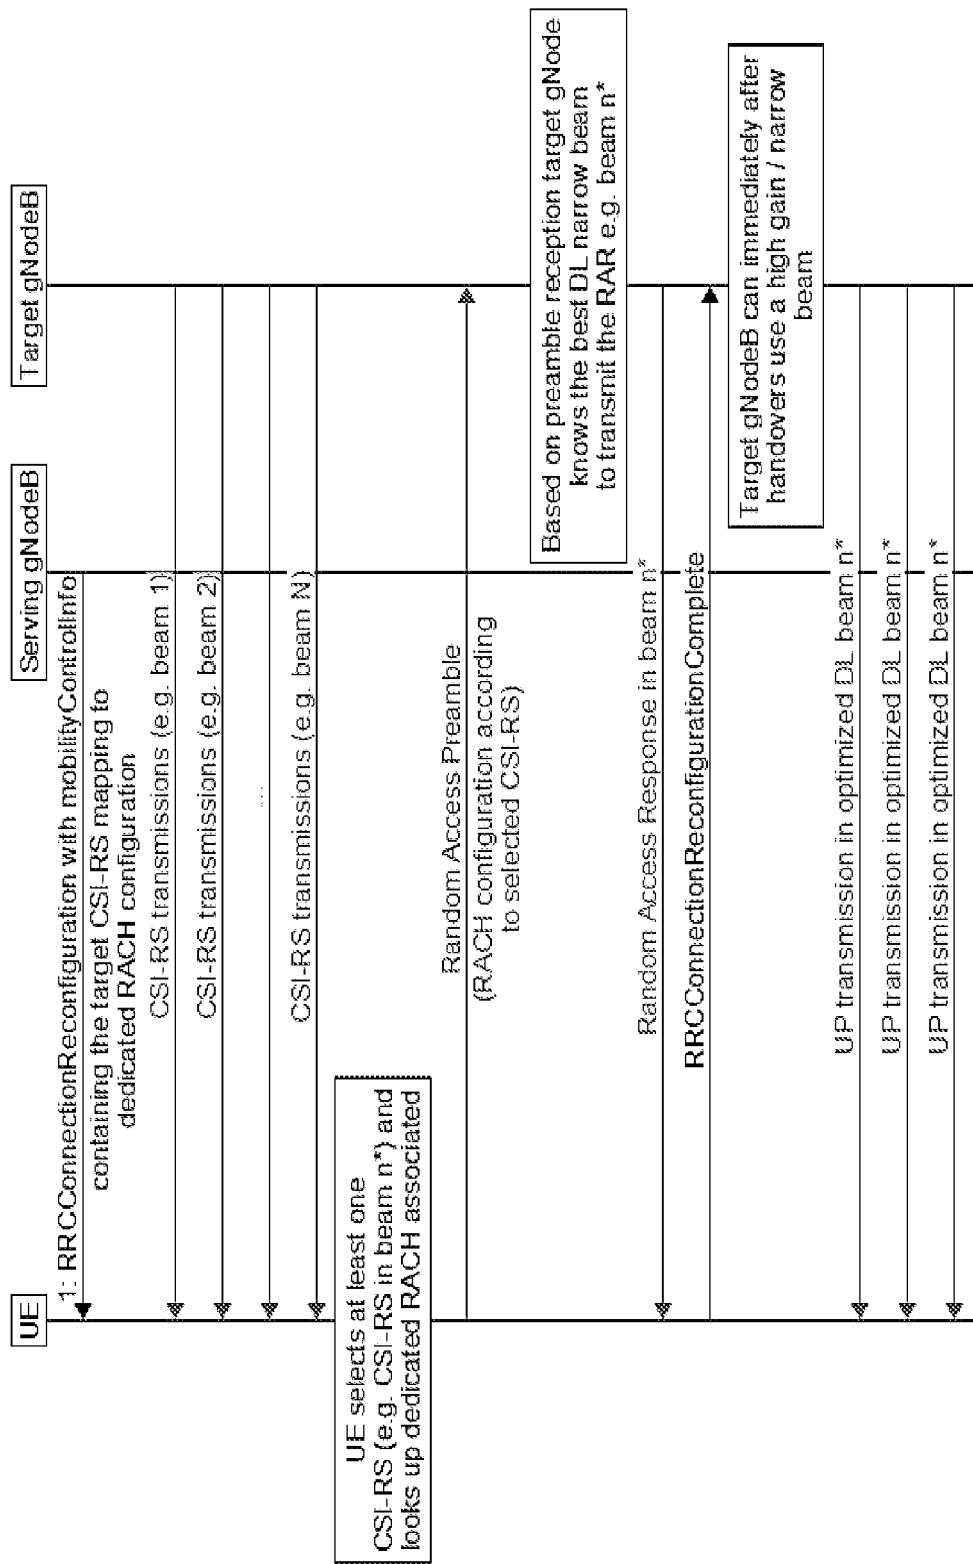 UE
Serving gNodeB
Target gNodeB
1: RRCConnectionReconfiguration with mobilityControlInfo
containing the target CSI-RS mapping to
dedicated RACH configuration
CSI-RS transmissions (e.g. beam 1)
CSI-RS transmissions (e.g. beam 2)
...
CSI-RS transmissions (e.g. beam N)
UE selects at least one
CSI-RS (e.g. CSI-RS in beam n*) and
looks up dedicated RACH associated
Random Access Preamble
(RACH configuration according
to selected CSI-RS)
Based on preamble reception target gNode
knows the best DL narrow beam
to transmit the RAR e.g. beam n*
Random Access Response in beam n*
RRCConnectionReconfigurationComplete
Target gNodeB can immediately after
handovers use a high gain / narrow
beam
UP transmission in optimized DL beam n*
UP transmission in optimized DL beam n*
UP transmission in optimized DL beam n*